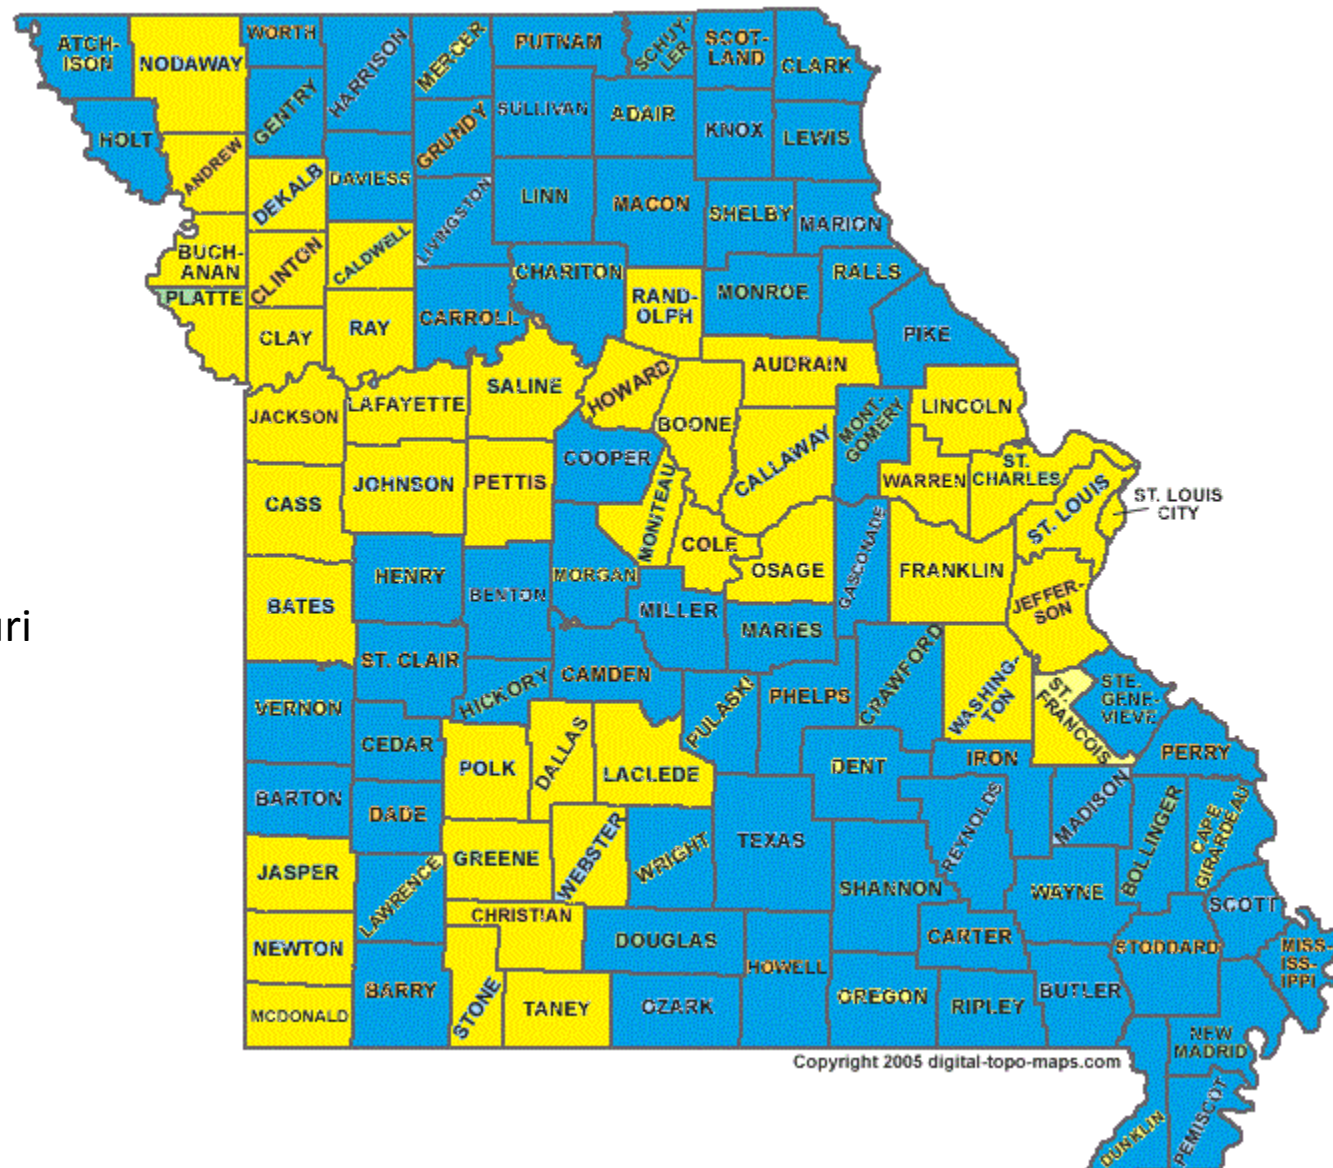 ATCH-
ISON
NODAWAY
WORTH
HARRISON
MERCER
PUTNAM
SCHUY-
LER
SCOT-
LAND
CLARK
HOLT
GENTRY
GRUNDY
SULLIVAN
ADAIR
KNOX
LEWIS
ANDREW
DEKALB
DAVIESS
LIVINGSTON
LINN
MACON
SHELBY
MARION
BUCH-
ANAN
CLINTON
CALDWELL
CHARITON
RAND-
OLPH
MONROE
RALLS
PLATTE
CLAY
RAY
CARROLL
PIKE
AUDRAIN
JACKSON
LAFAYETTE
SALINE
HOWARD
BOONE
CALLAWAY
MONT-
GOMERY
LINCOLN
CASS
JOHNSON
PETTIS
COOPER
MONITEAU
WARREN
ST.
CHARLES
ST. LOUIS
ST. LOUIS
CITY
COLE
OSAGE
GASCONADE
FRANKLIN
JEFFER-
SON
BATES
HENRY
BENTON
MORGAN
MILLER
MARIES
uri
ST. CLAIR
HICKORY
CAMDEN
PULASKI
PHELPS
CRAWFORD
WASHING-
TON
ST.
FRANCOIS
STE.
GENE-
VIEVE
PERRY
VERNON
CEDAR
POLK
DALLAS
LACLEDE
DENT
IRON
MADISON
BARTON
DADE
GREENE
WEBSTER
WRIGHT
TEXAS
REYNOLDS
BOLLINGER
CAPE
GIRARDEAU
JASPER
LAWRENCE
CHRISTIAN
SHANNON
WAYNE
SCOTT
NEWTON
DOUGLAS
HOWELL
CARTER
STODDARD
MISS-
ISS-
IPPI
MCDONALD
BARRY
STONE
TANEY
OZARK
OREGON
RIPLEY
BUTLER
NEW
MADRID
Copyright 2005 digital-topo-maps.com
DUNKLIN
PEMISCOT